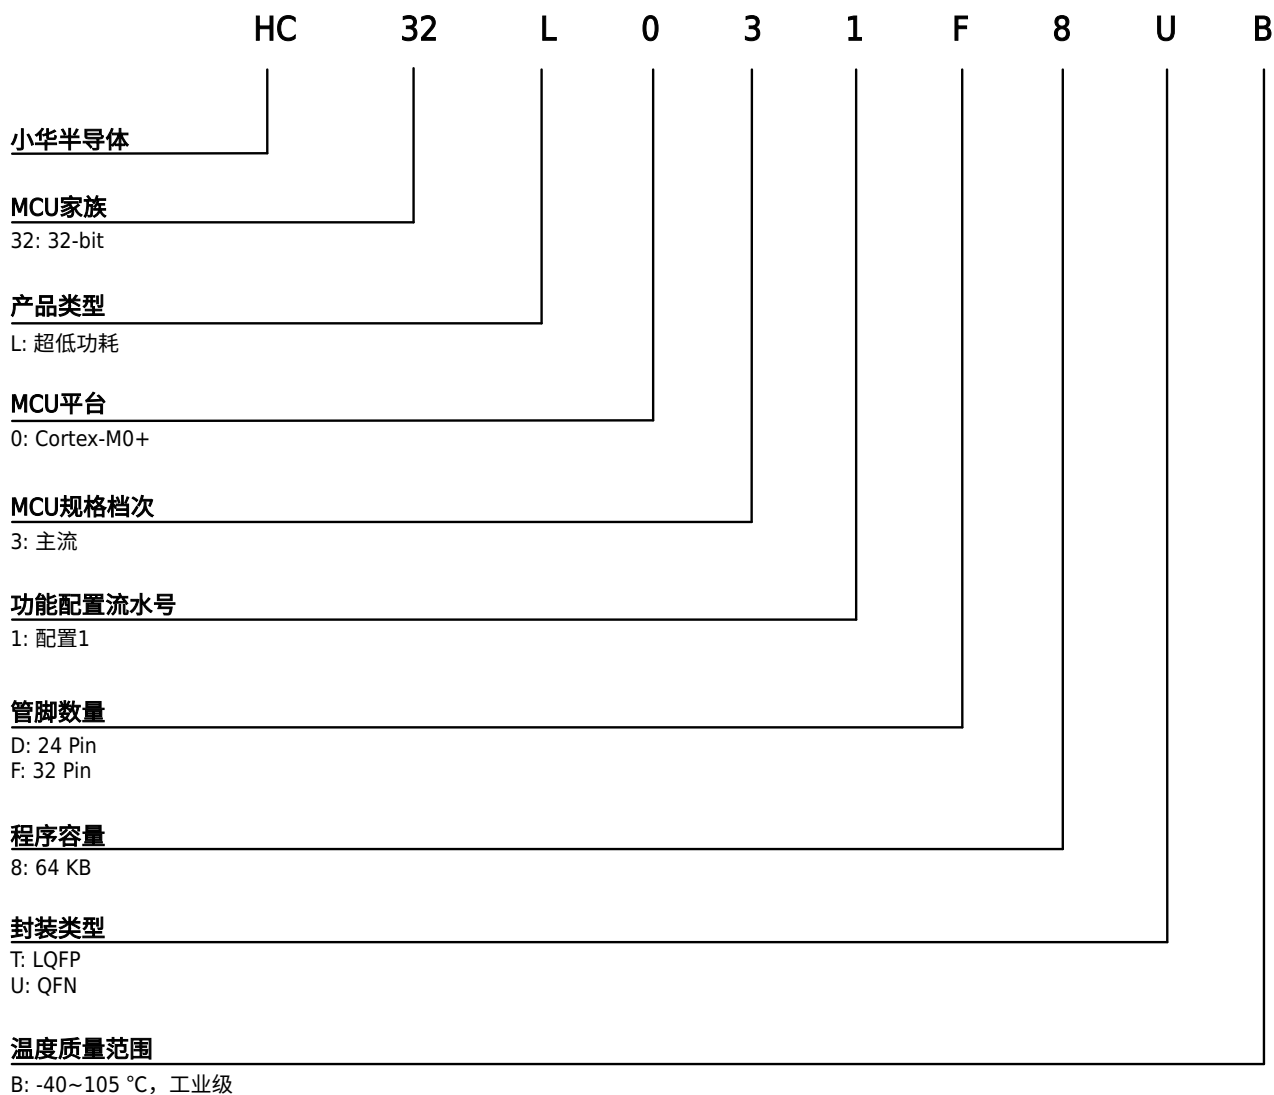 HC 32 L 0 3 1 F 8 U B
小华半导体
MCU家族
32: 32-bit
产品类型
L: 超低功耗
MCU平台
0: Cortex-M0+
MCU规格档次
3: 主流
功能配置流水号
1: 配置1
管脚数量
D: 24 Pin
F: 32 Pin
程序容量
8: 64 KB
封装类型
T: LQFP
U: QFN
温度质量范围
B: -40~105 ℃，工业级